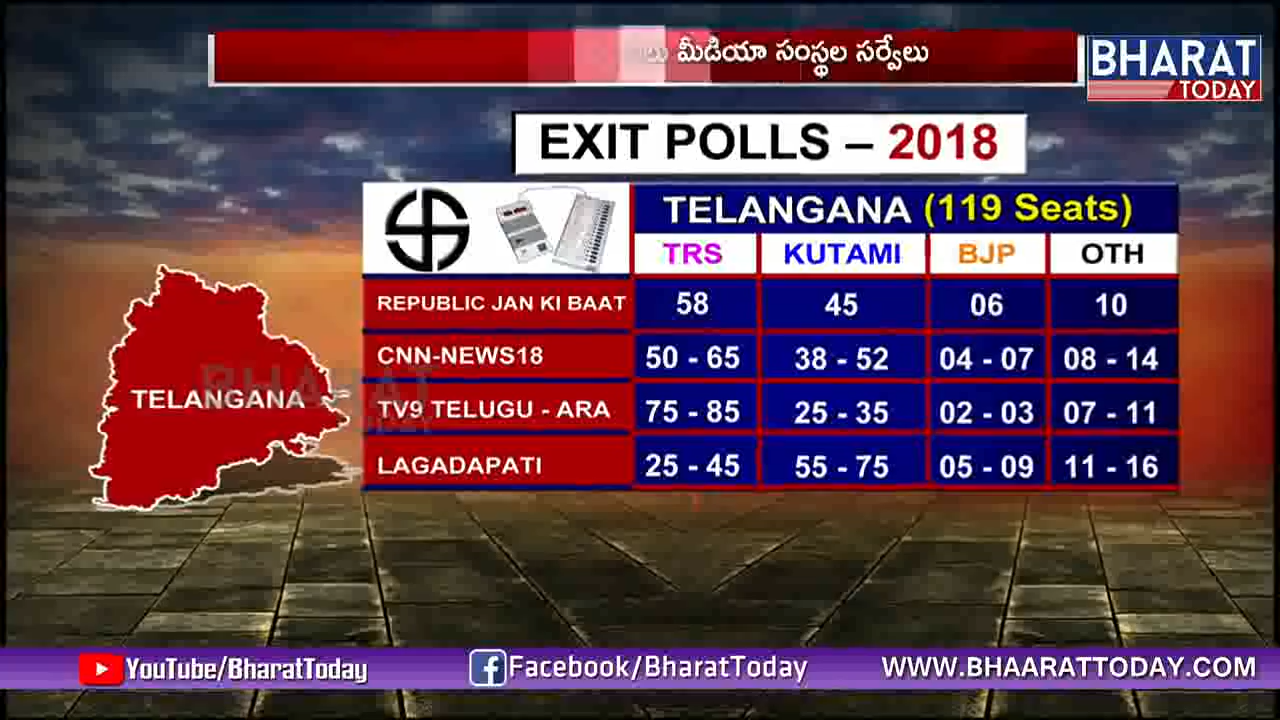 మీడియా సంస్థల సర్వేలు
BHARAT
TODAY
EXIT POLLS – 2018
TELANGANA (119 Seats)
TRS KUTAMI BJP OTH
REPUBLIC JAN KI BAAT 58 45 06 10
CNN-NEWS18 50 - 65 38 - 52 04 - 07 08 - 14
TV9 TELUGU - ARA 75 - 85 25 - 35 02 - 03 07 - 11
LAGADAPATI 25 - 45 55 - 75 05 - 09 11 - 16
TELANGANA
BHARAT
YouTube/BharatToday Facebook/BharatToday WWW.BHAARATTODAY.COM